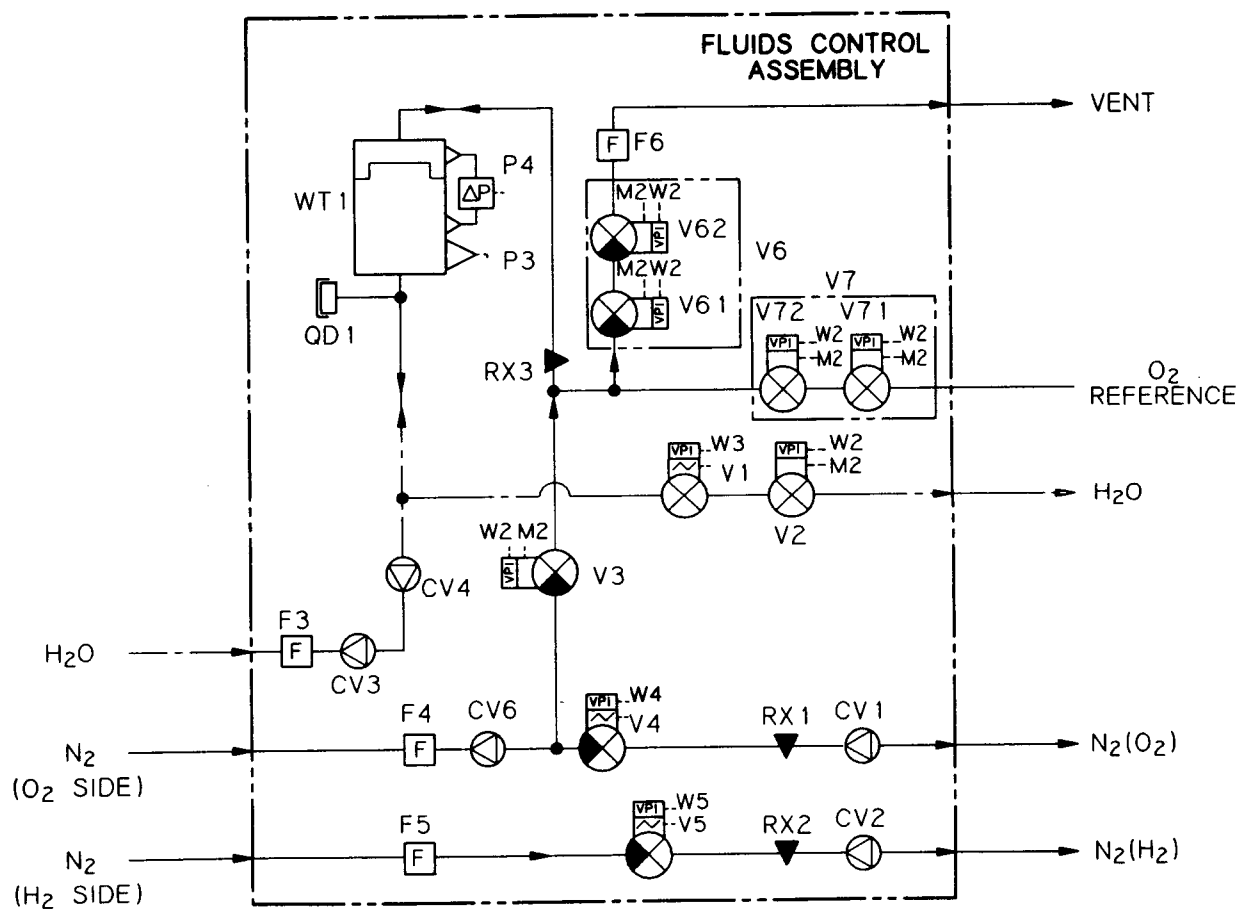 FLUIDS CONTROL
ASSEMBLY
VENT
F F6
P4
ΔP
WT1
M2 W2
V62
VPI
V6
P3
M2 W2
V61
VPI
V7
V72 V71
QD1
VPI W2 VPI W2
M2 M2
RX3
O2
REFERENCE
VPI W3 VPI W2
V1 M2
H2O
V2
W2 M2
VPI
V3
CV4
F3
H2O
F
CV3
VPI W4
F4 CV6 V4 RX1 CV1
N2
F
N2(O2)
(O2 SIDE)
VPI W5
F5 V5 RX2 CV2
N2
F
N2(H2)
(H2 SIDE)